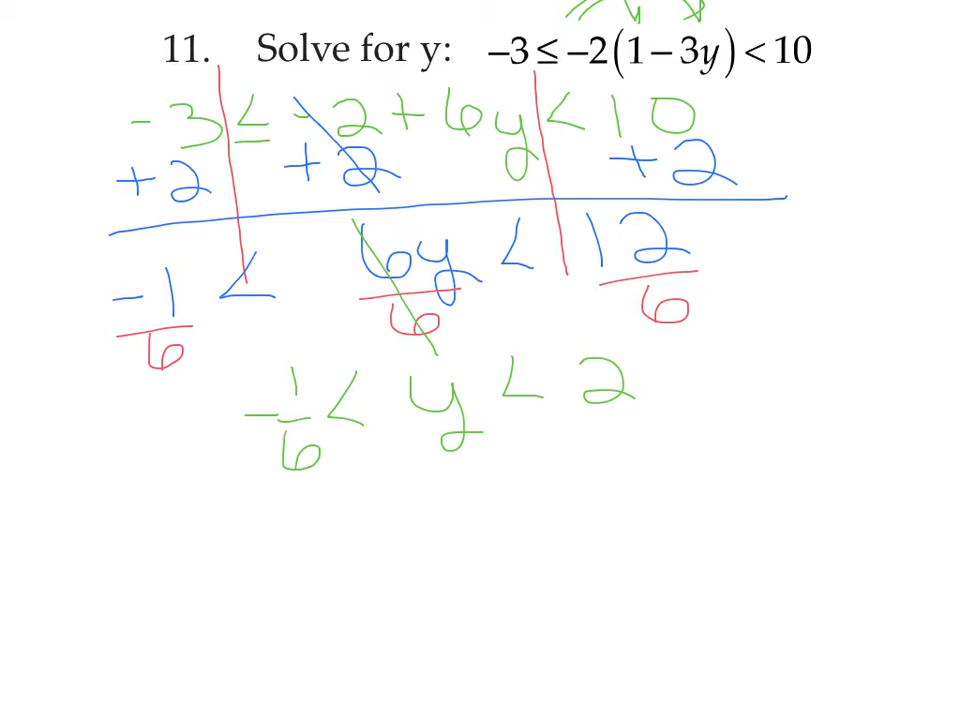 11. Solve for y: −3 ≤ −2(1 − 3y) < 10
-3 ≤ -2 + 6y < 10
+2 +2 +2
-1 < 6y < 12
6 6 6
-1/6 < y < 2